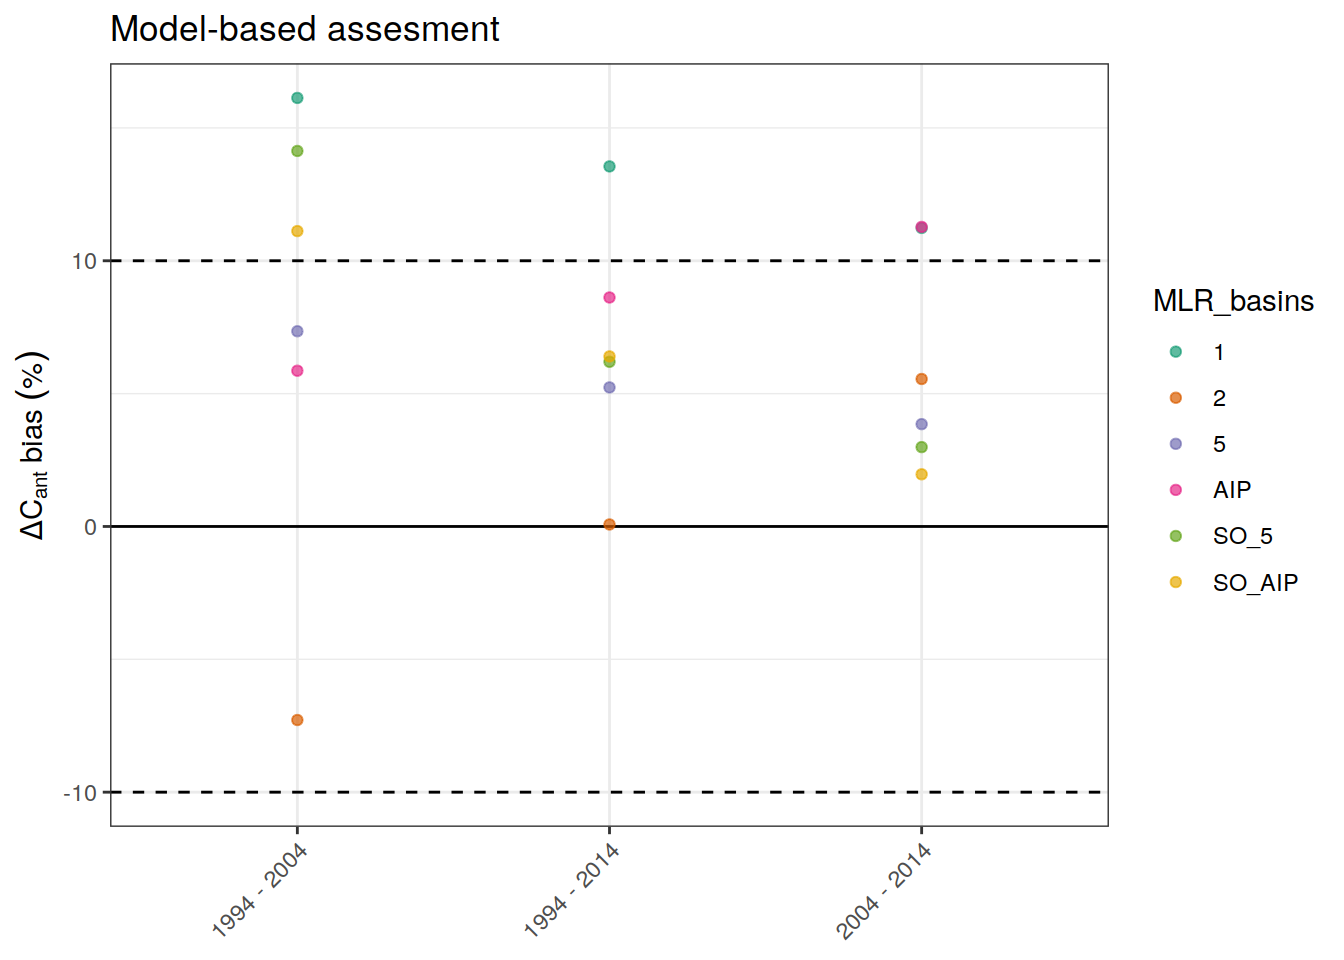 Model-based assesment
10
0
-10
ΔCant bias (%)
1994 - 2004
1994 - 2014
2004 - 2014
MLR_basins
1
2
5
AIP
SO_5
SO_AIP